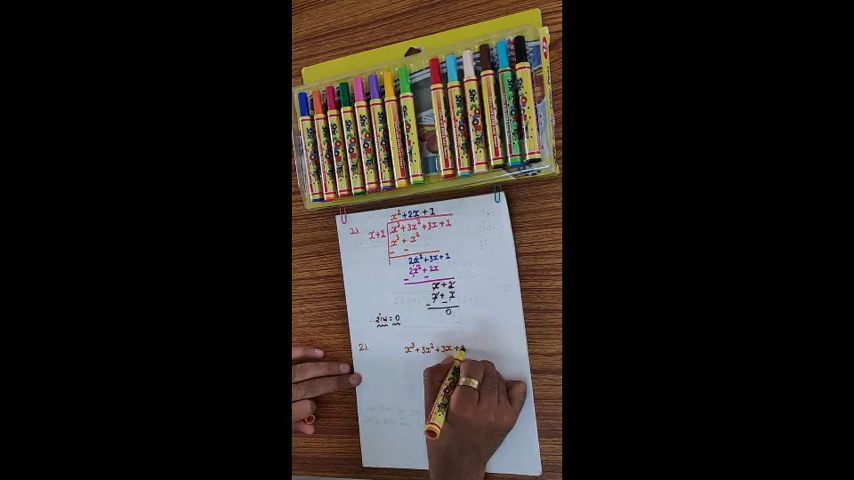 x² + 2x + 1
1). x+1 x³ + 3x² + 3x + 1
x³ + x²
- -
2x² + 3x + 1
2x² + 2x
- -
x + 1
x + 1
- -
0
= 0
2). x³ + 3x² + 3x +